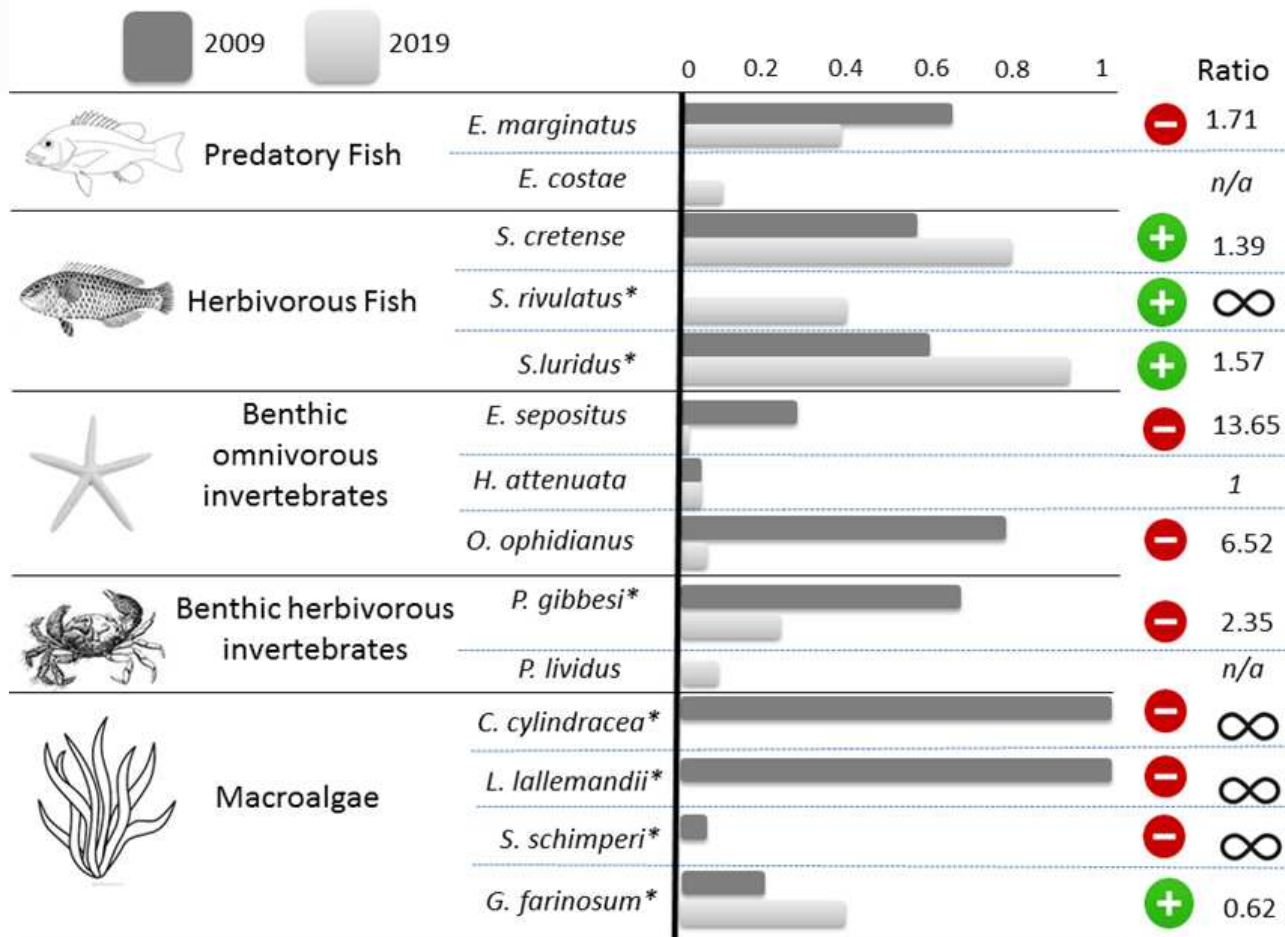 2009 2019
0 0.2 0.4 0.6 0.8 1 Ratio
Predatory Fish
E. marginatus 1.71
E. costae n/a
Herbivorous Fish
S. cretense 1.39
S. rivulatus* ∞
S.luridus* 1.57
Benthic
omnivorous
invertebrates
E. sepositus 13.65
H. attenuata 1
O. ophidianus 6.52
Benthic herbivorous
invertebrates
P. gibbesi* 2.35
P. lividus n/a
Macroalgae
C. cylindracea* ∞
L. lallemandii* ∞
S. schimperi* ∞
G. farinosum* 0.62